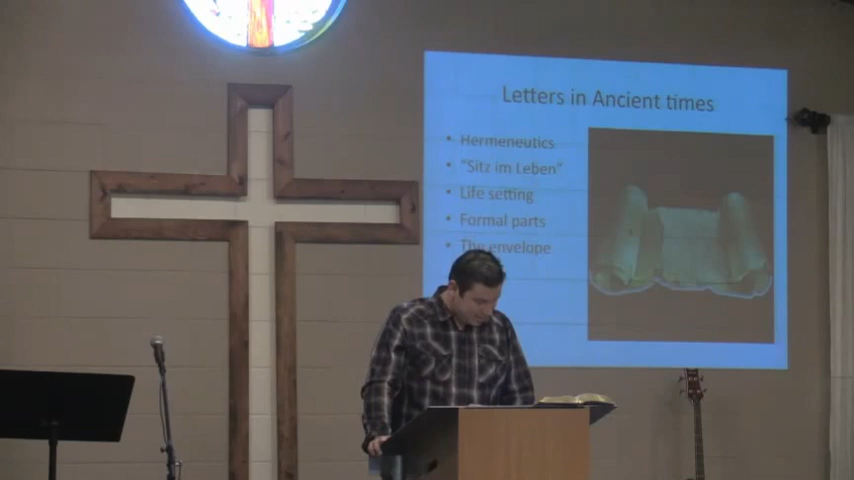 Letters in Ancient times
• Hermeneutics
• "Sitz im Leben"
• Life setting
• Formal parts
• The envelope